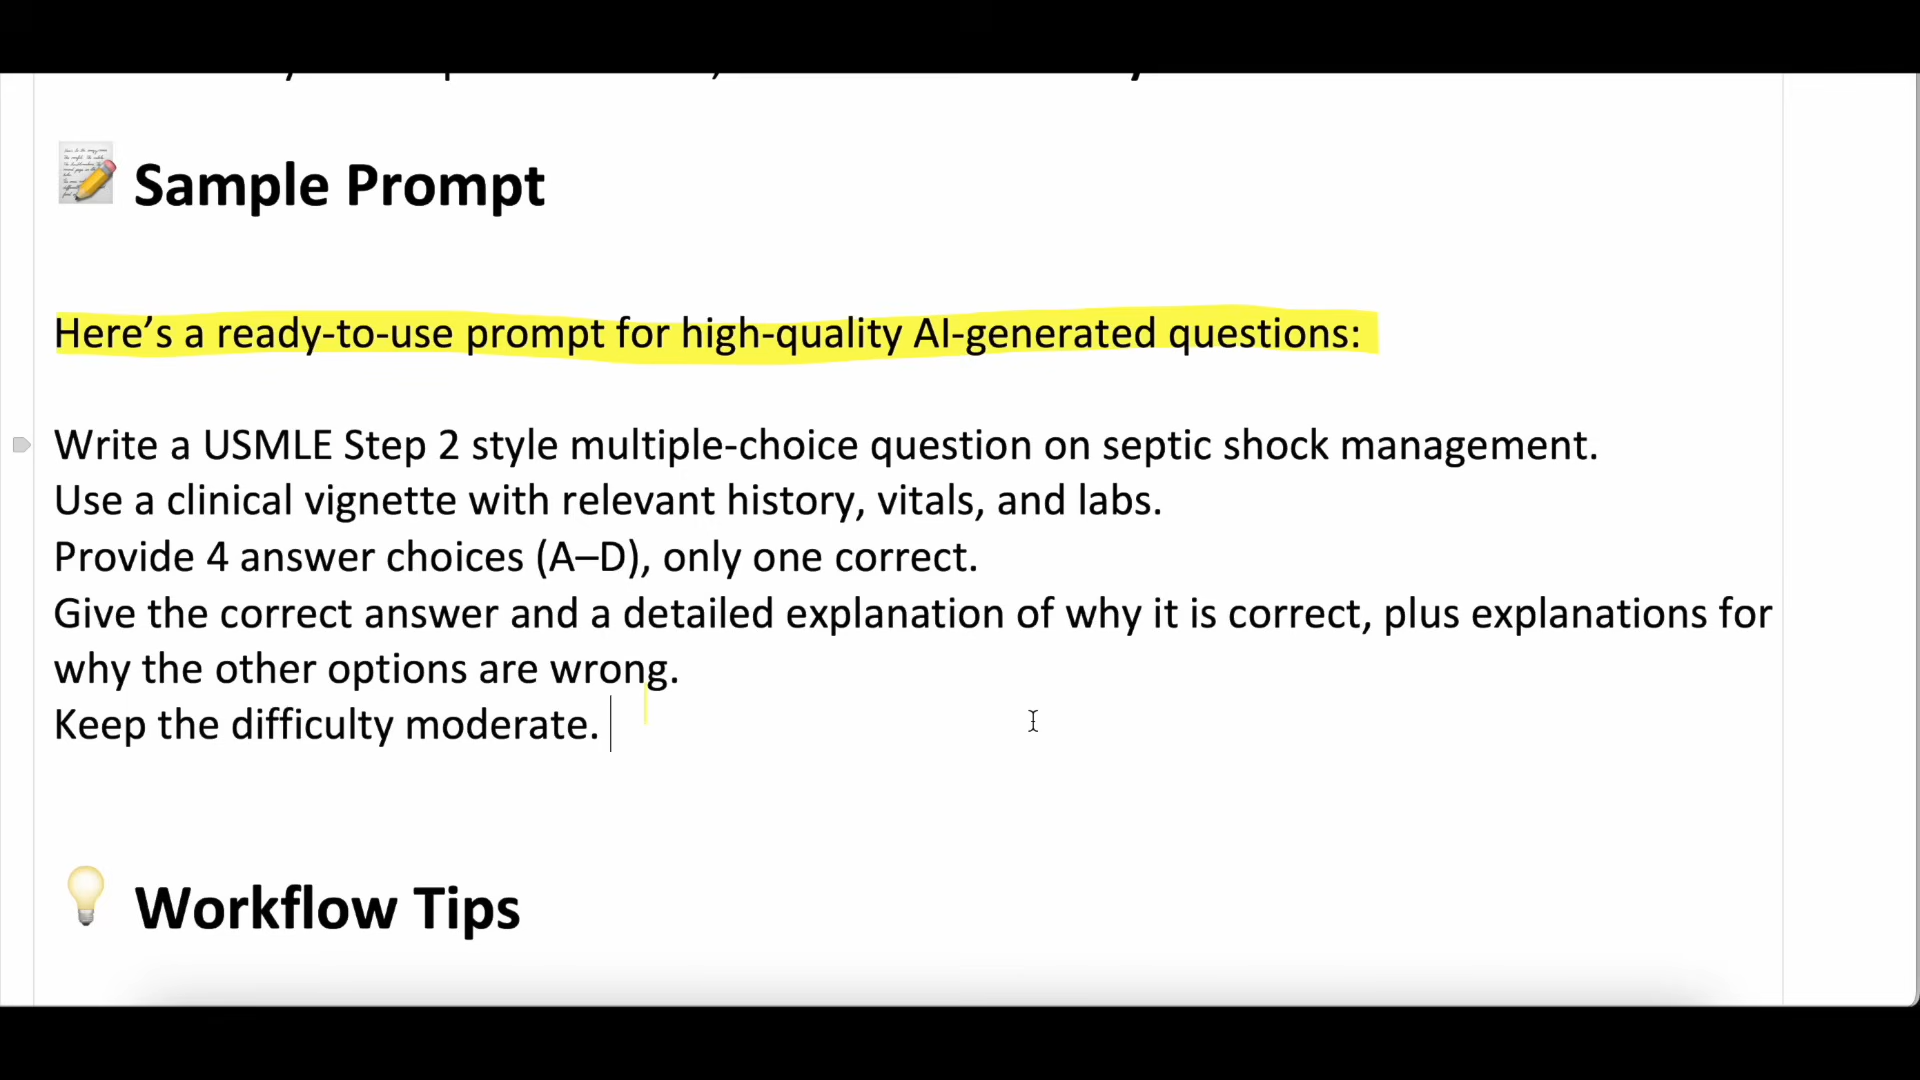 Sample Prompt
Here’s a ready-to-use prompt for high-quality AI-generated questions:
Write a USMLE Step 2 style multiple-choice question on septic shock management.
Use a clinical vignette with relevant history, vitals, and labs.
Provide 4 answer choices (A–D), only one correct.
Give the correct answer and a detailed explanation of why it is correct, plus explanations for
why the other options are wrong.
Keep the difficulty moderate.
Workflow Tips